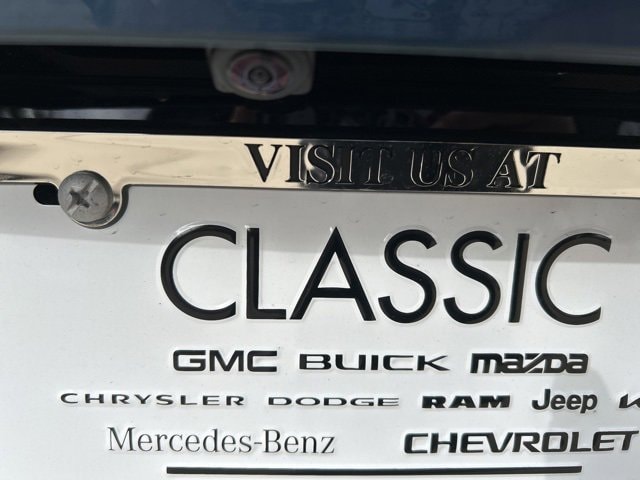 VISIT US AT
CLASSIC
GMC BUICK mazda
CHRYSLER DODGE RAM Jeep
Mercedes-Benz CHEVROLET